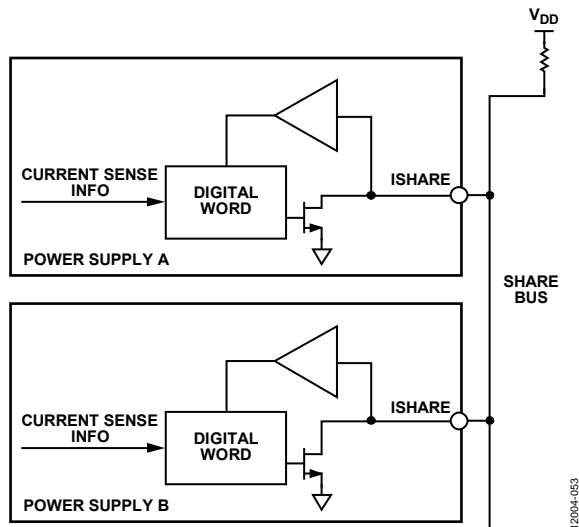 VDD
CURRENT SENSE
INFO
DIGITAL
WORD
ISHARE
POWER SUPPLY A
SHARE
BUS
CURRENT SENSE
INFO
DIGITAL
WORD
ISHARE
POWER SUPPLY B
12004-053